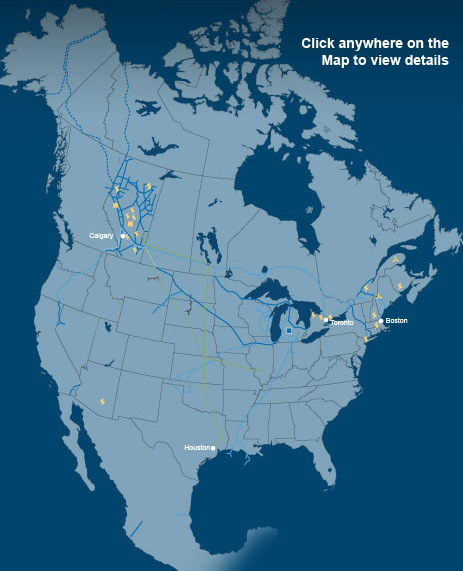 Click anywhere on the
Map to view details
Calgary
Toronto
Boston
Houston